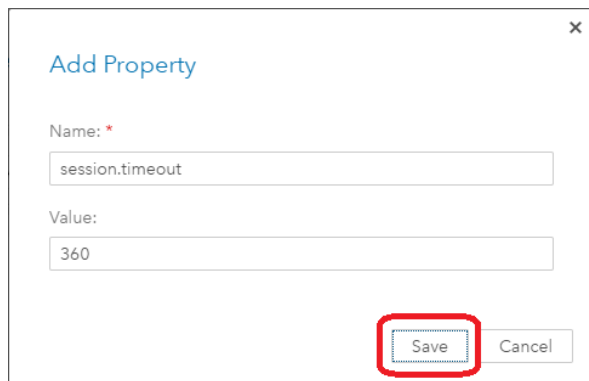 Add Property
Name: *
session.timeout
Value:
360
Save Cancel